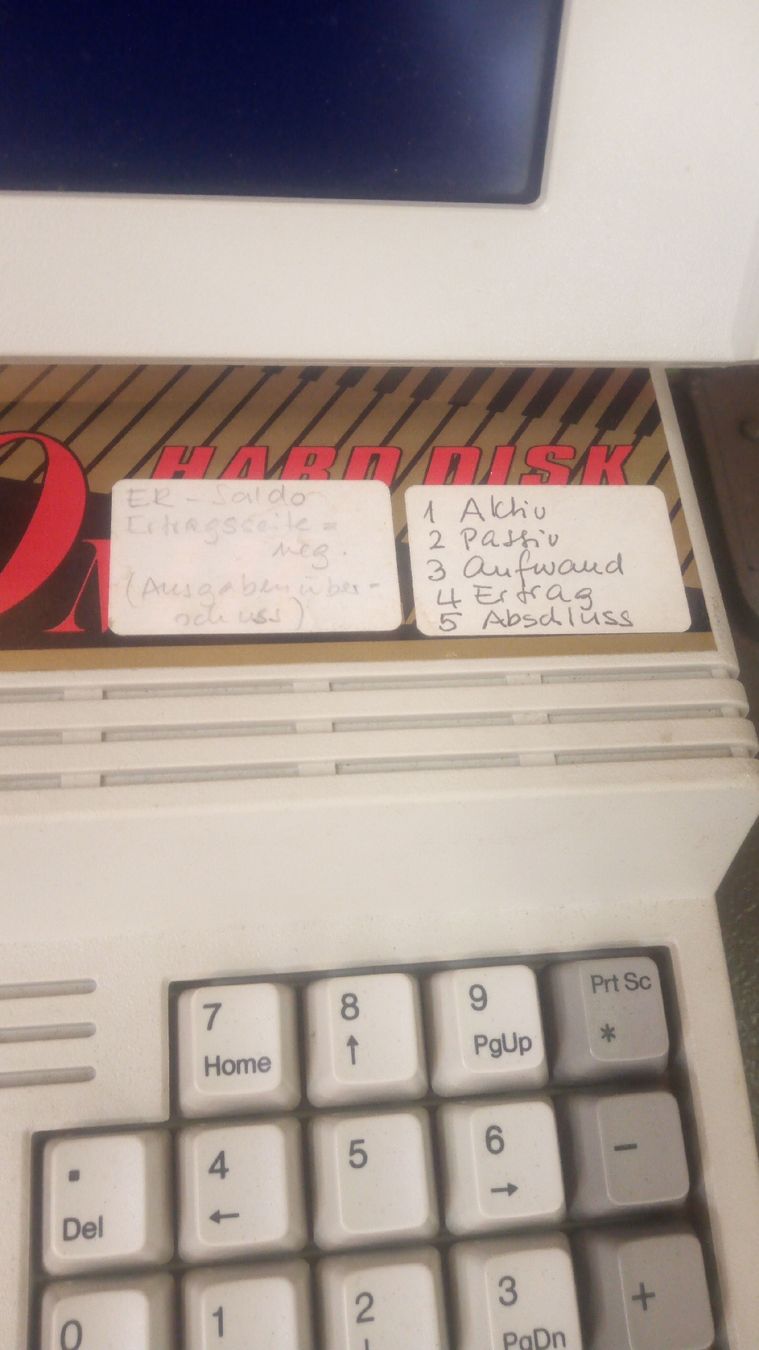 HARD DISK
ER - Saldo
Ertragsseite =
neg.
(Ausgabenüber-
schuss)
1 Aktiv
2 Passiv
3 Aufwand
4 Ertrag
5 Abschluss
7
Home
8
↑
9
PgUp
Prt Sc
*
.
Del
4
←
5
6
→
-
0
1
2
3
PgDn
+